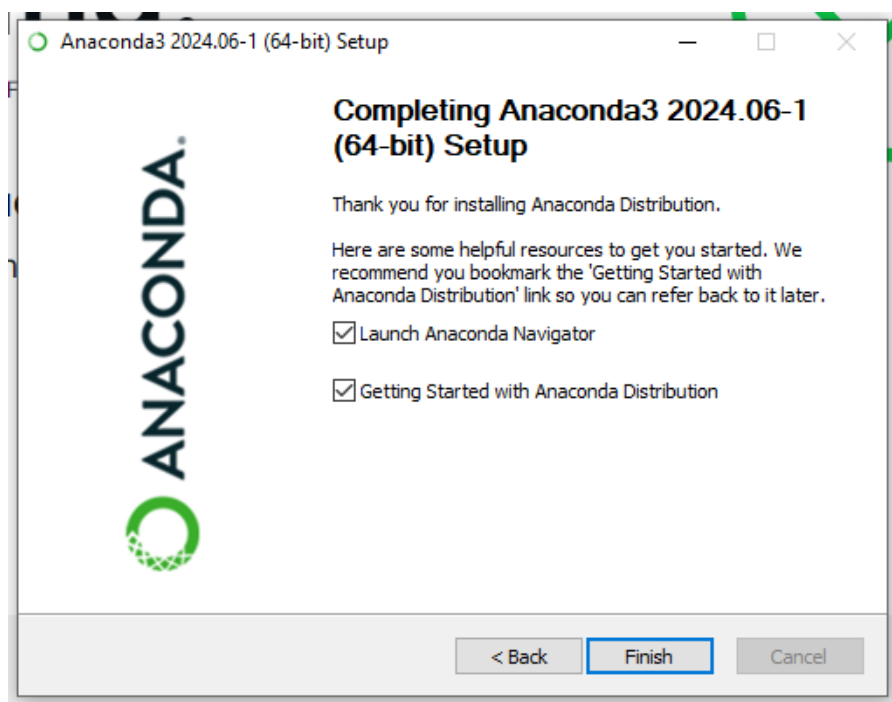 Anaconda3 2024.06-1 (64-bit) Setup
Completing Anaconda3 2024.06-1
(64-bit) Setup
Thank you for installing Anaconda Distribution.
Here are some helpful resources to get you started. We
recommend you bookmark the 'Getting Started with
Anaconda Distribution' link so you can refer back to it later.
Launch Anaconda Navigator
Getting Started with Anaconda Distribution
ANACONDA.
< Back
Finish
Cancel